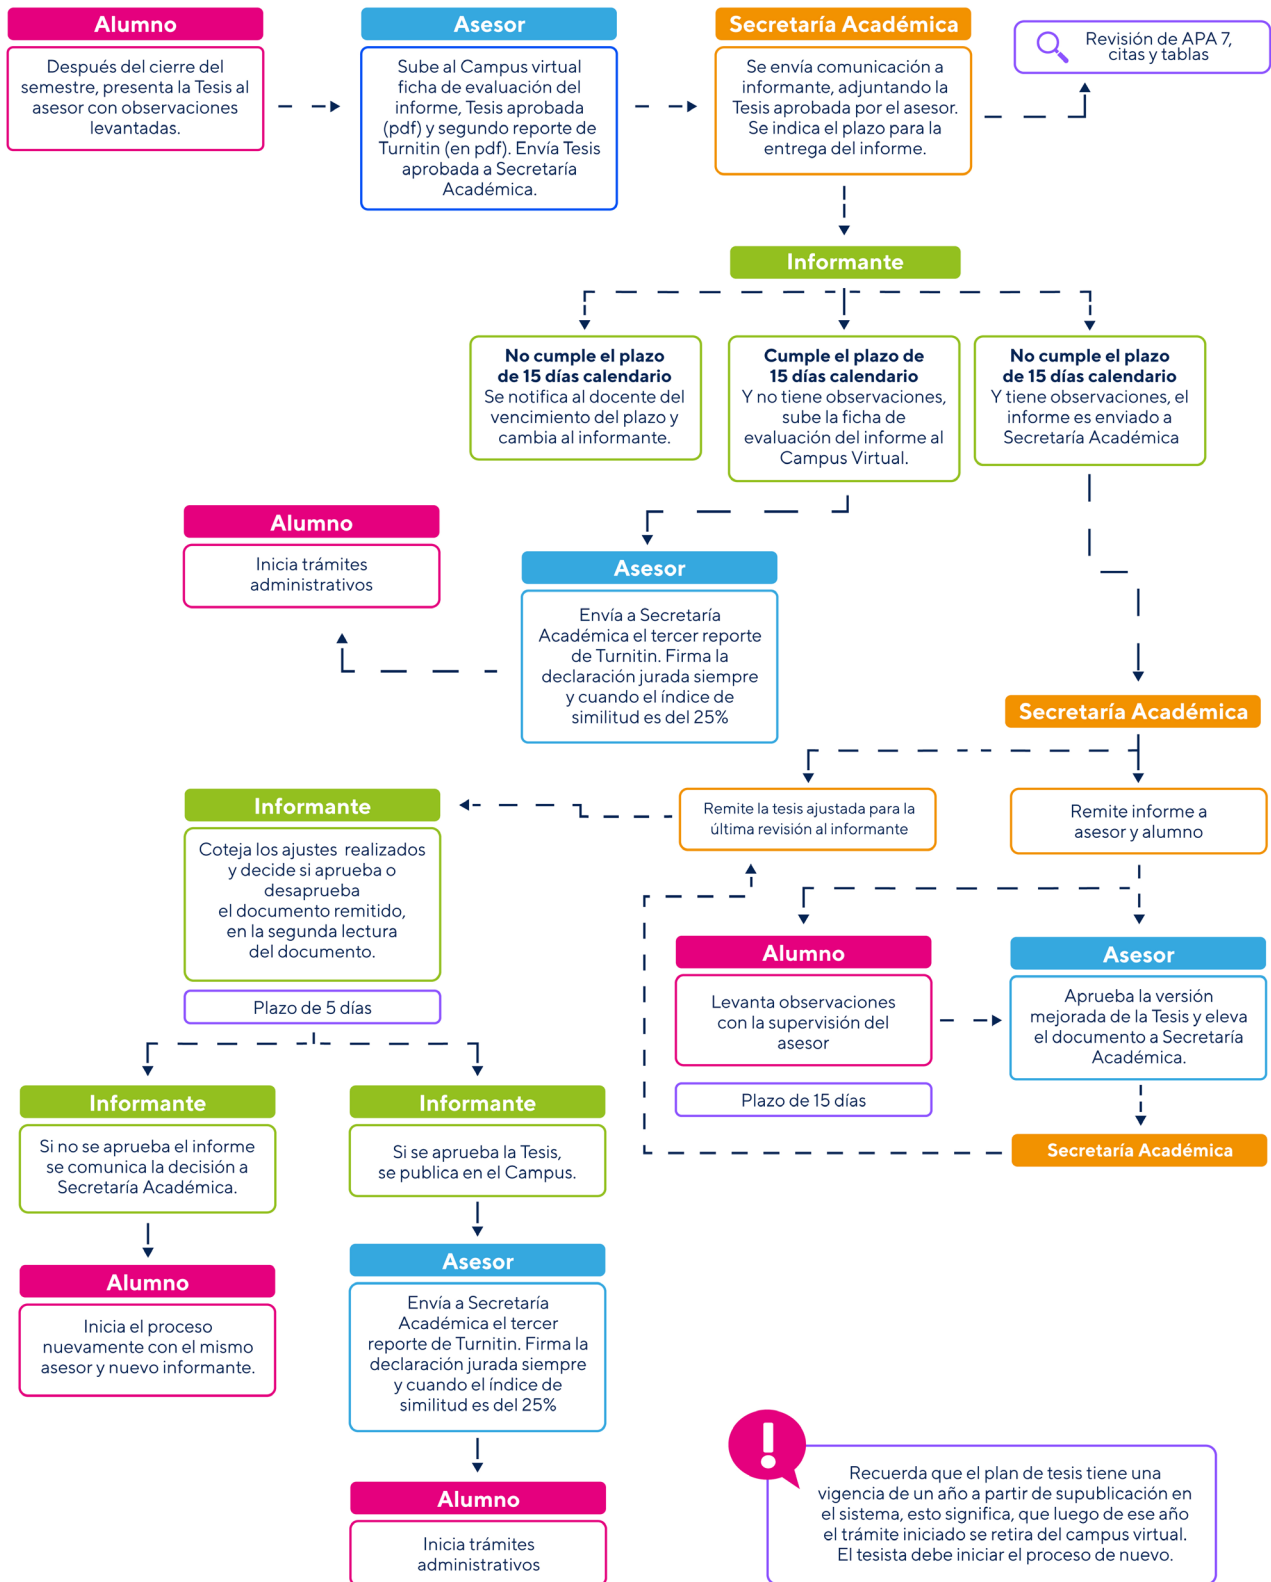 Alumno
Después del cierre del
semestre, presenta la Tesis al
asesor con observaciones
levantadas.
Asesor
Sube al Campus virtual
ficha de evaluación del
informe, Tesis aprobada
(pdf) y segundo reporte de
Turnitin (en pdf). Envía Tesis
aprobada a Secretaría
Académica.
Secretaría Académica
Se envía comunicación a
informante, adjuntando la
Tesis aprobada por el asesor.
Se indica el plazo para la
entrega del informe.
Revisión de APA 7,
citas y tablas
Informante
No cumple el plazo
de 15 días calendario
Se notifica al docente del
vencimiento del plazo y
cambia al informante.
Cumple el plazo de
15 días calendario
Y no tiene observaciones,
sube la ficha de
evaluación del informe al
Campus Virtual.
No cumple el plazo
de 15 días calendario
Y tiene observaciones, el
informe es enviado a
Secretaría Académica
Alumno
Inicia trámites
administrativos
Asesor
Envía a Secretaría
Académica el tercer reporte
de Turnitin. Firma la
declaración jurada siempre
y cuando el índice de
similitud es del 25%
Secretaría Académica
Remite la tesis ajustada para la
última revisión al informante
Remite informe a
asesor y alumno
Informante
Coteja los ajustes realizados
y decide si aprueba o
desaprueba
el documento remitido,
en la segunda lectura
del documento.
Plazo de 5 días
Alumno
Levanta observaciones
con la supervisión del
asesor
Plazo de 15 días
Asesor
Aprueba la versión
mejorada de la Tesis y eleva
el documento a Secretaría
Académica.
Secretaría Académica
Informante
Si no se aprueba el informe
se comunica la decisión a
Secretaría Académica.
Informante
Si se aprueba la Tesis,
se publica en el Campus.
Alumno
Inicia el proceso
nuevamente con el mismo
asesor y nuevo informante.
Asesor
Envía a Secretaría
Académica el tercer
reporte de Turnitin. Firma la
declaración jurada siempre
y cuando el índice de
similitud es del 25%
Alumno
Inicia trámites
administrativos
Recuerda que el plan de tesis tiene una
vigencia de un año a partir de supublicación en
el sistema, esto significa, que luego de ese año
el trámite iniciado se retira del campus virtual.
El tesista debe iniciar el proceso de nuevo.